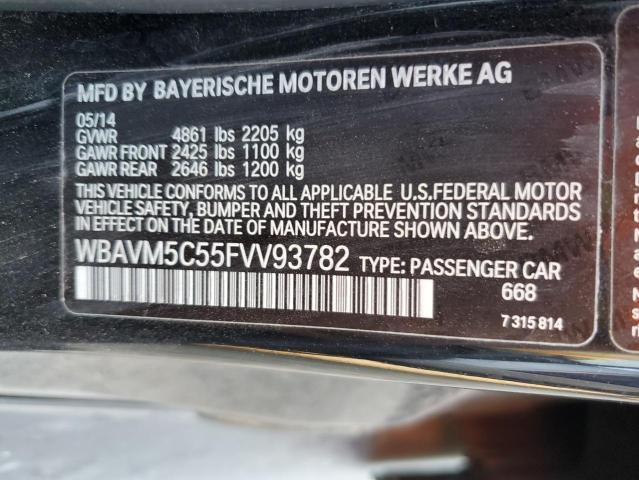 MFD BY BAYERISCHE MOTOREN WERKE AG
05/14
GVWR 4861 lbs 2205 kg
GAWR FRONT 2425 lbs 1100 kg
GAWR REAR 2646 lbs 1200 kg
THIS VEHICLE CONFORMS TO ALL APPLICABLE U.S.FEDERAL MOTOR
VEHICLE SAFETY, BUMPER AND THEFT PREVENTION STANDARDS
IN EFFECT ON THE DATE OF MANUFACTURE SHOWN ABOVE.
WBAVM5C55FVV93782 TYPE: PASSENGER CAR
668
7 315 814